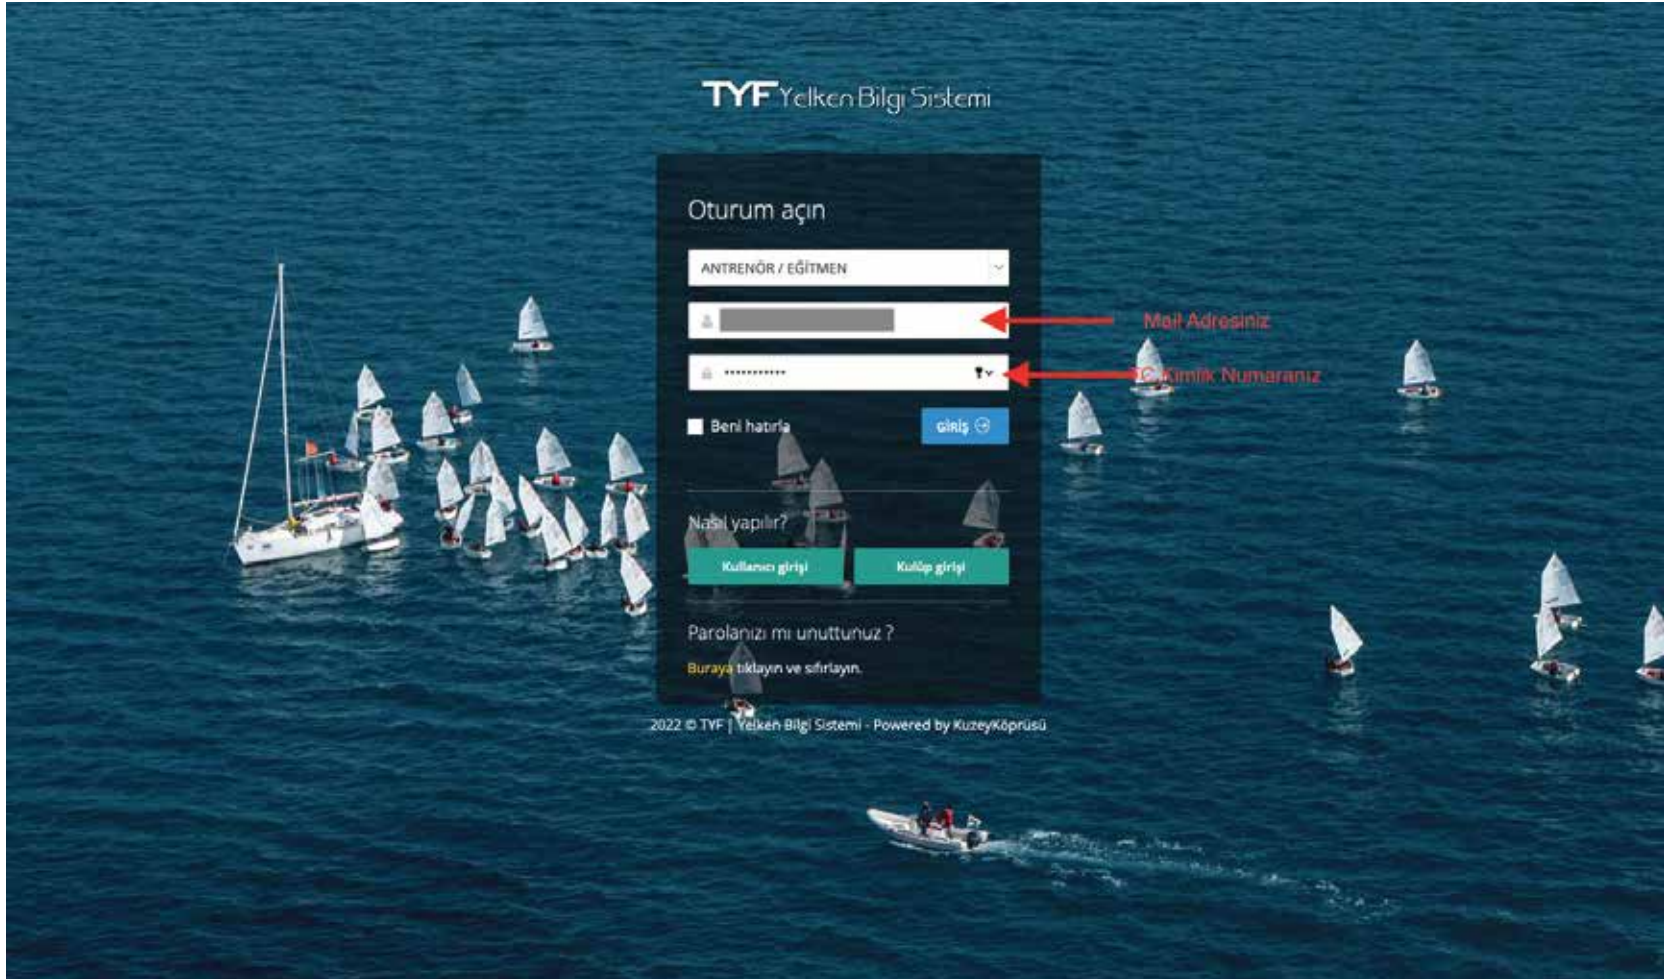 TYF Yelken Bilgi Sistemi
Oturum açın
ANTRENÖR / EĞİTMEN
Mail Adresiniz
TC Kimlik Numaranız
Beni hatırla
GİRİŞ
Nasıl yapılır?
Kullanıcı girişi
Kulüp girişi
Parolanızı mı unuttunuz ?
Buraya tıklayın ve sıfırlayın.
2022 © TYF | Yelken Bilgi Sistemi - Powered by KuzeyKöprüsü